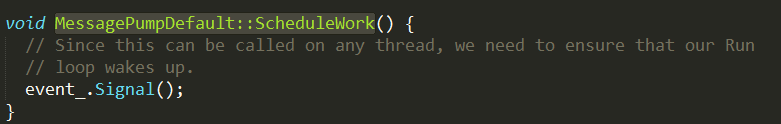 void MessagePumpDefault::ScheduleWork() {
  // Since this can be called on any thread, we need to ensure that our Run
  // loop wakes up.
  event_.Signal();
}